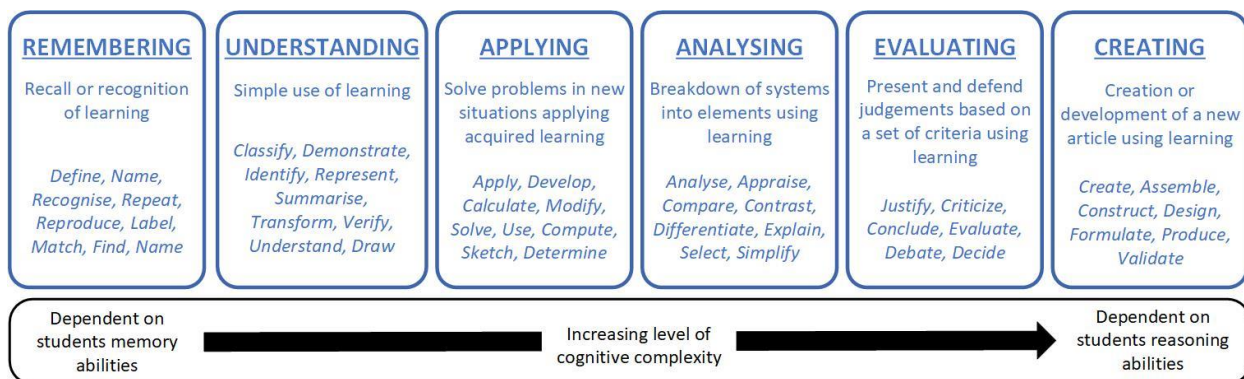 REMEMBERING
Recall or recognition
of learning
Define, Name,
Recognise, Repeat,
Reproduce, Label,
Match, Find, Name
UNDERSTANDING
Simple use of learning
Classify, Demonstrate,
Identify, Represent,
Summarise,
Transform, Verify,
Understand, Draw
APPLYING
Solve problems in new
situations applying
acquired learning
Apply, Develop,
Calculate, Modify,
Solve, Use, Compute,
Sketch, Determine
ANALYSING
Breakdown of systems
into elements using
learning
Analyse, Appraise,
Compare, Contrast,
Differentiate, Explain,
Select, Simplify
EVALUATING
Present and defend
judgements based on
a set of criteria using
learning
Justify, Criticize,
Conclude, Evaluate,
Debate, Decide
CREATING
Creation or
development of a new
article using learning
Create, Assemble,
Construct, Design,
Formulate, Produce,
Validate
Dependent on
students memory
abilities
Increasing level of
cognitive complexity
Dependent on
students reasoning
abilities